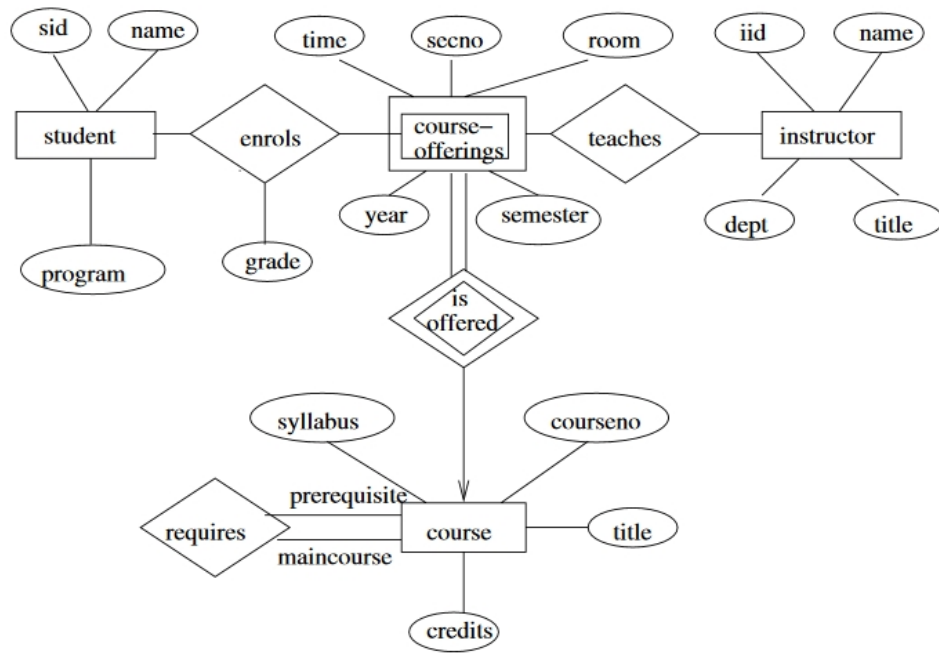 sid
name
time
secno
room
iid
name
student
enrols
course-
offerings
teaches
instructor
year
semester
dept
title
program
grade
is
offered
syllabus
courseno
prerequisite
requires
course
title
maincourse
credits